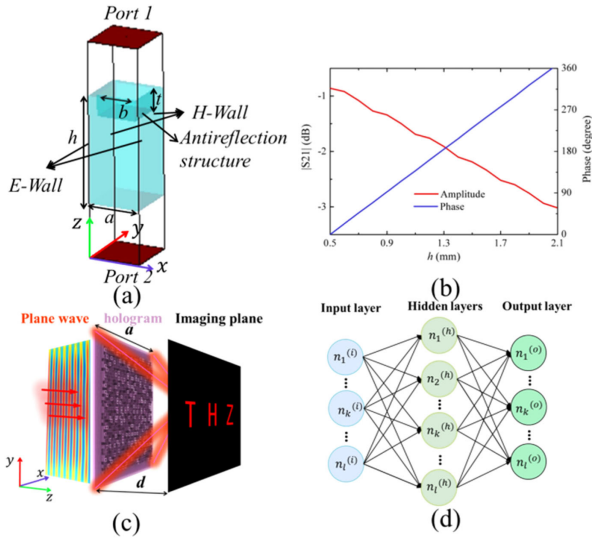 Port 1
t
b
H-Wall
h
Antireflection
structure
E-Wall
a
z
y
x
Port 2
(a)
-1
-2
-3
|S21| (dB)
360
270
180
90
0
Phase (degree)
Amplitude
Phase
0.5
0.9
1.3
1.7
2.1
h (mm)
(b)
Plane wave
hologram
Imaging plane
a
T H Z
d
y
x
z
(c)
Input layer
Hidden layers
Output layer
n₁⁽ⁱ⁾
nₖ⁽ⁱ⁾
nₗ⁽ⁱ⁾
n₁⁽ʰ⁾
n₂⁽ʰ⁾
nₖ⁽ʰ⁾
nₗ⁽ʰ⁾
n₁⁽ᵒ⁾
nₖ⁽ᵒ⁾
nₗ⁽ᵒ⁾
(d)